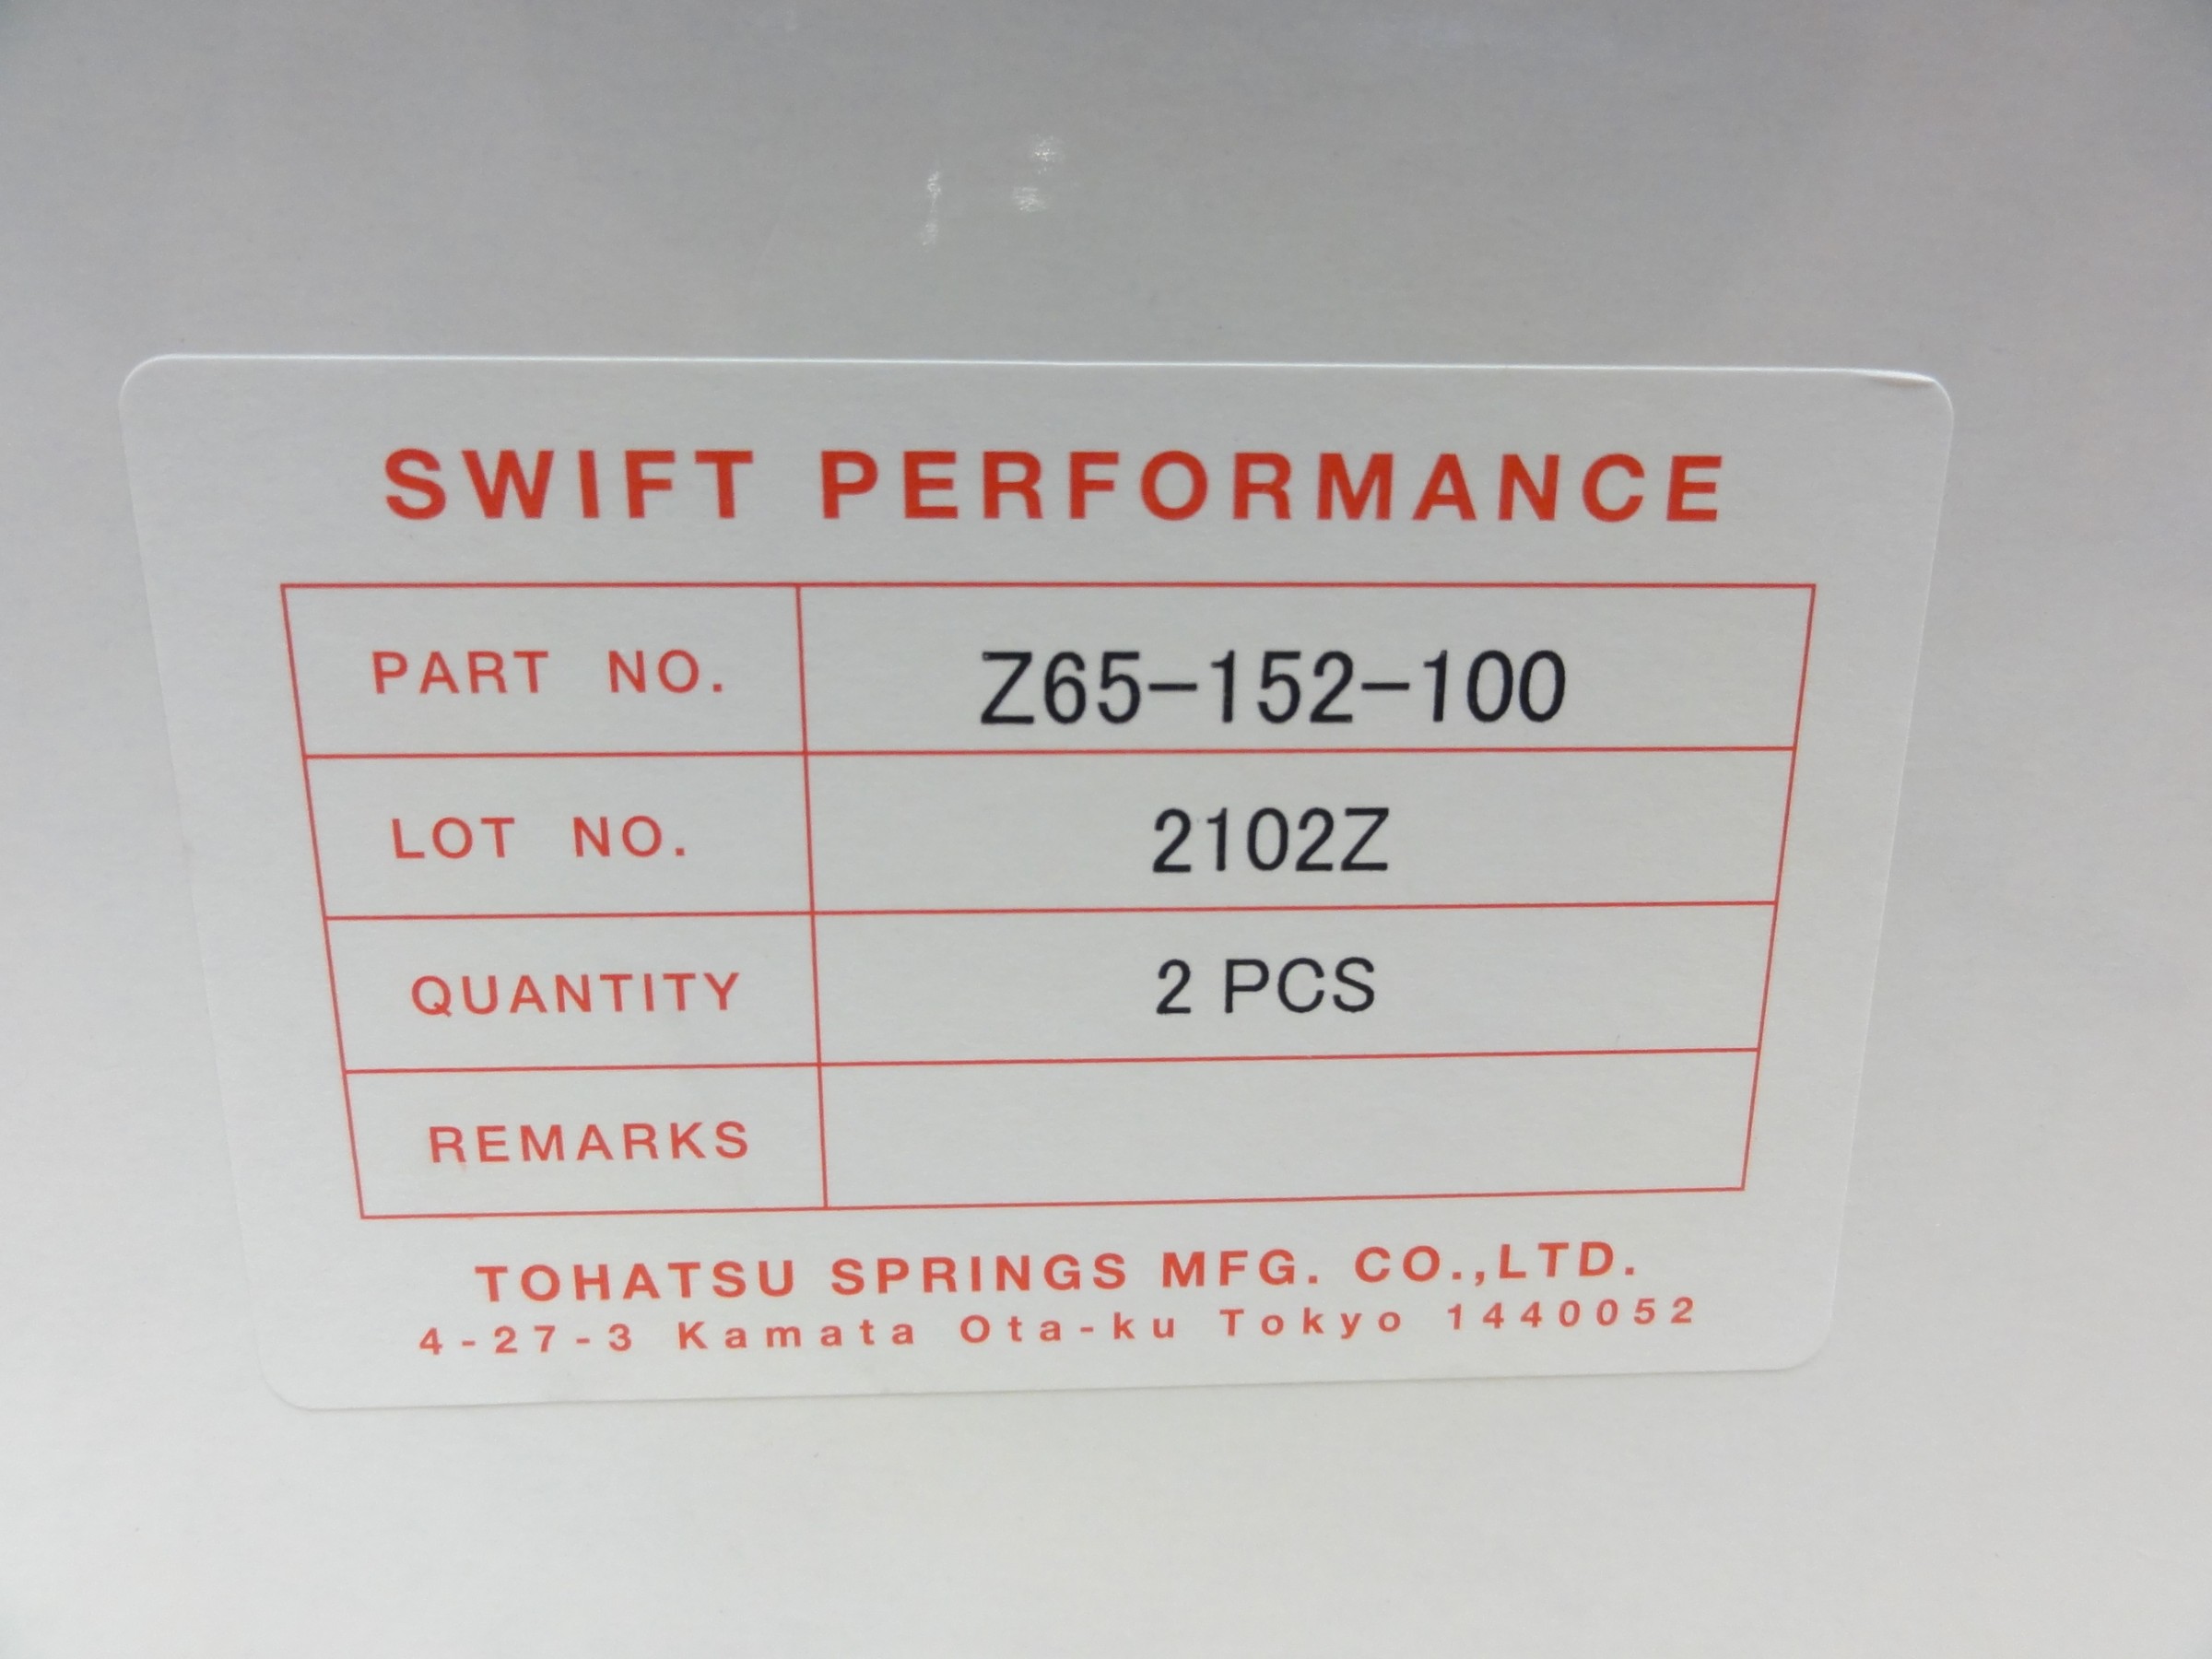 SWIFT PERFORMANCE
PART NO. Z65-152-100
LOT NO. 2102Z
QUANTITY 2 PCS
REMARKS
TOHATSU SPRINGS MFG. CO.,LTD.
4-27-3 Kamata Ota-ku Tokyo 1440052